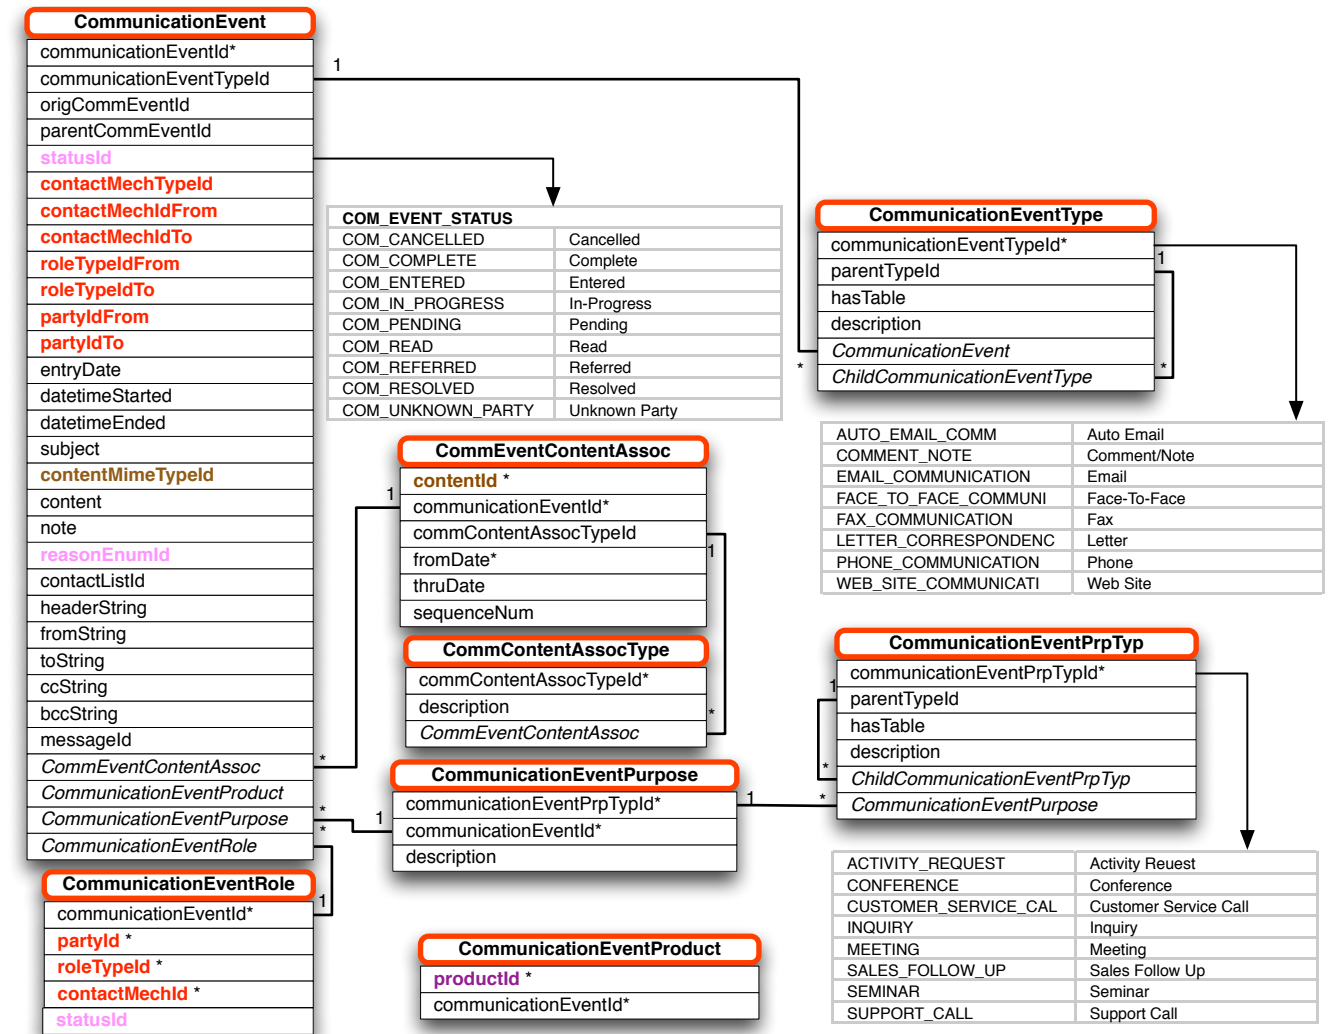 CommunicationEvent
communicationEventId*
communicationEventTypeId
origCommEventId
parentCommEventId
statusId
contactMechTypeId
contactMechIdFrom
contactMechIdTo
roleTypeIdFrom
roleTypeIdTo
partyIdFrom
partyIdTo
entryDate
datetimeStarted
datetimeEnded
subject
contentMimeTypeId
content
note
reasonEnumId
contactListId
headerString
fromString
toString
ccString
bccString
messageId
CommEventContentAssoc
*
CommunicationEventProduct
CommunicationEventPurpose
*
CommunicationEventRole
*
CommunicationEventRole
communicationEventId*
1
partyId *
roleTypeId *
contactMechId *
statusId
1
COM_EVENT_STATUS
COM_CANCELLED Cancelled
COM_COMPLETE Complete
COM_ENTERED Entered
COM_IN_PROGRESS In-Progress
COM_PENDING Pending
COM_READ Read
COM_REFERRED Referred
COM_RESOLVED Resolved
COM_UNKNOWN_PARTY Unknown Party
CommEventContentAssoc
contentId *
1
communicationEventId*
commContentAssocTypeId
1
fromDate*
thruDate
sequenceNum
CommContentAssocType
commContentAssocTypeId*
description
*
CommEventContentAssoc
CommunicationEventPurpose
communicationEventPrpTypId*
1
1
communicationEventId*
description
CommunicationEventProduct
productId *
communicationEventId*
CommunicationEventType
communicationEventTypeId*
1
parentTypeId
hasTable
description
CommunicationEvent
*
ChildCommunicationEventType
*
AUTO_EMAIL_COMM Auto Email
COMMENT_NOTE Comment/Note
EMAIL_COMMUNICATION Email
FACE_TO_FACE_COMMUNI Face-To-Face
FAX_COMMUNICATION Fax
LETTER_CORRESPONDENC Letter
PHONE_COMMUNICATION Phone
WEB_SITE_COMMUNICATI Web Site
CommunicationEventPrpTyp
communicationEventPrpTypId*
1
parentTypeId
hasTable
description
*
ChildCommunicationEventPrpTyp
*
CommunicationEventPurpose
ACTIVITY_REQUEST Activity Reuest
CONFERENCE Conference
CUSTOMER_SERVICE_CAL Customer Service Call
INQUIRY Inquiry
MEETING Meeting
SALES_FOLLOW_UP Sales Follow Up
SEMINAR Seminar
SUPPORT_CALL Support Call